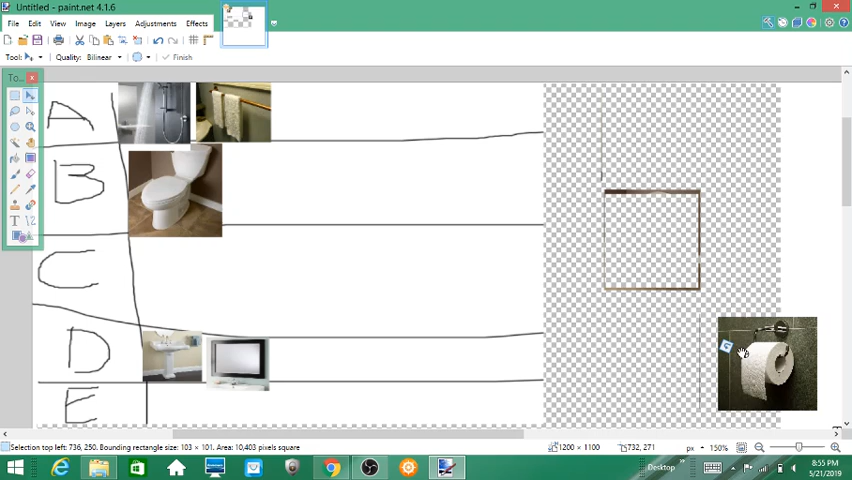 Untitled - paint.net 4.1.6
File Edit View Image Layers Adjustments Effects
Tool: Quality: Bilinear Finish
To...
A
B
C
D
E
Selection top left: 736, 250. Bounding rectangle size: 103 × 101. Area: 10,403 pixels square
1200 × 1100
732, 271
px
150%
Desktop
8:55 PM
5/21/2019